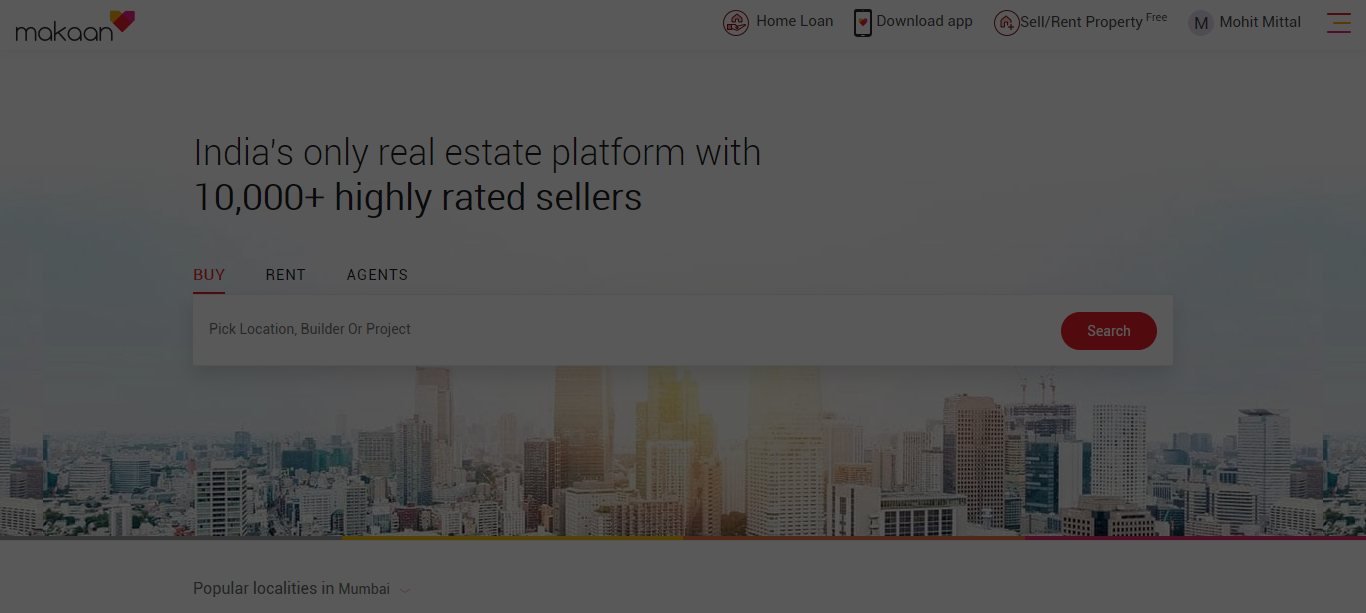 makaan
Home Loan
Download app
Sell/Rent Property Free
M
Mohit Mittal
India's only real estate platform with
10,000+ highly rated sellers
BUY
RENT
AGENTS
Pick Location, Builder Or Project
Search
Popular localities in Mumbai